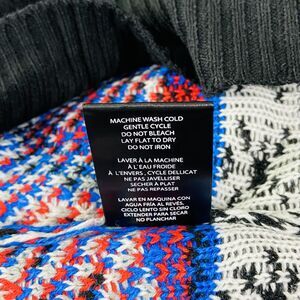 MACHINE WASH COLD
GENTLE CYCLE
DO NOT BLEACH
LAY FLAT TO DRY
DO NOT IRON
LAVER À LA MACHINE
À L'EAU FROIDE
À L'ENVERS, CYCLE DELICAT
NE PAS JAVELLISER
SECHER À PLAT
NE PAS REPASSER
LAVAR EN MAQUINA CON
AGUA FRÍA AL REVÉS,
CICLO LENTO SIN CLORO
EXTENDER PARA SECAR
NO PLANCHAR